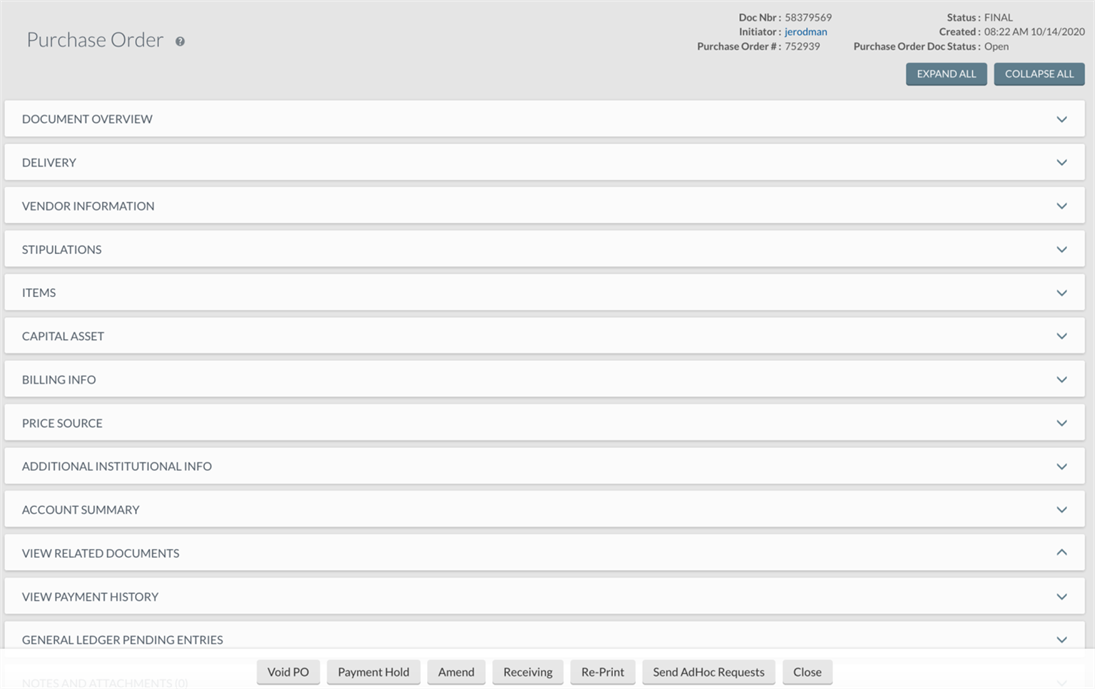 Purchase Order
Doc Nbr : 58379569
Status : FINAL
Initiator : jerodman
Created : 08:22 AM 10/14/2020
Purchase Order # : 752939
Purchase Order Doc Status : Open
EXPAND ALL
COLLAPSE ALL
DOCUMENT OVERVIEW
DELIVERY
VENDOR INFORMATION
STIPULATIONS
ITEMS
CAPITAL ASSET
BILLING INFO
PRICE SOURCE
ADDITIONAL INSTITUTIONAL INFO
ACCOUNT SUMMARY
VIEW RELATED DOCUMENTS
VIEW PAYMENT HISTORY
GENERAL LEDGER PENDING ENTRIES
NOTES AND ATTACHMENTS (0)
Void PO
Payment Hold
Amend
Receiving
Re-Print
Send AdHoc Requests
Close